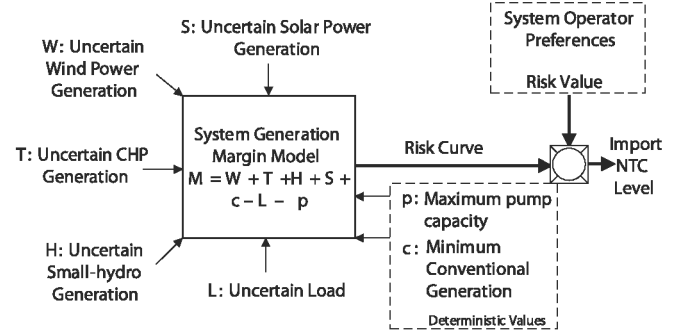 S: Uncertain Solar Power
Generation
W: Uncertain
Wind Power
Generation
T: Uncertain CHP
Generation
H: Uncertain
Small-hydro
Generation
L: Uncertain Load
System Generation
Margin Model
M = W + T +H + S +
c – L – p
Risk Curve
System Operator
Preferences
Risk Value
Import
NTC
Level
p: Maximum pump
capacity
c: Minimum
Conventional
Generation
Deterministic Values